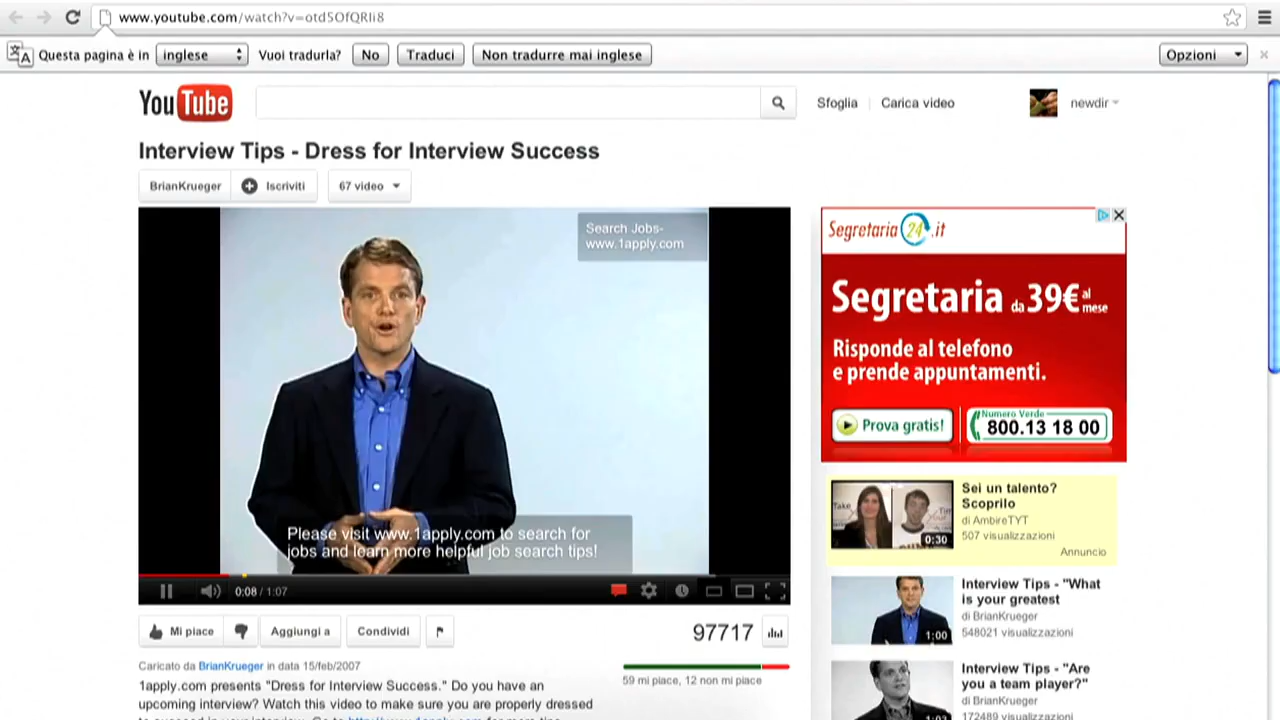 www.youtube.com/watch?v=otd5OfQRIi8
Questa pagina è in inglese Vuoi tradurla? No Traduci Non tradurre mai inglese Opzioni
YouTube
Sfoglia Carica video newdir
Interview Tips - Dress for Interview Success
BrianKrueger Iscriviti 67 video
Search Jobs-
www.1apply.com
Please visit www.1apply.com to search for
jobs and learn more helpful job search tips!
0:08 / 1:07
Mi piace Aggiungi a Condividi 97717
Caricato da BrianKrueger in data 15/feb/2007
59 mi piace, 12 non mi piace
1apply.com presents "Dress for Interview Success." Do you have an
upcoming interview? Watch this video to make sure you are properly dressed
Segretaria 24 .it
Segretaria da 39€ al mese
Risponde al telefono
e prende appuntamenti.
Prova gratis!
Numero Verde
800.13 18 00
Sei un talento?
Scoprilo
di AmbireTYT
507 visualizzazioni
Annuncio
0:30
Interview Tips - "What
is your greatest
di BrianKrueger
548021 visualizzazioni
1:00
Interview Tips - "Are
you a team player?"
di BrianKrueger
172489 visualizzazioni